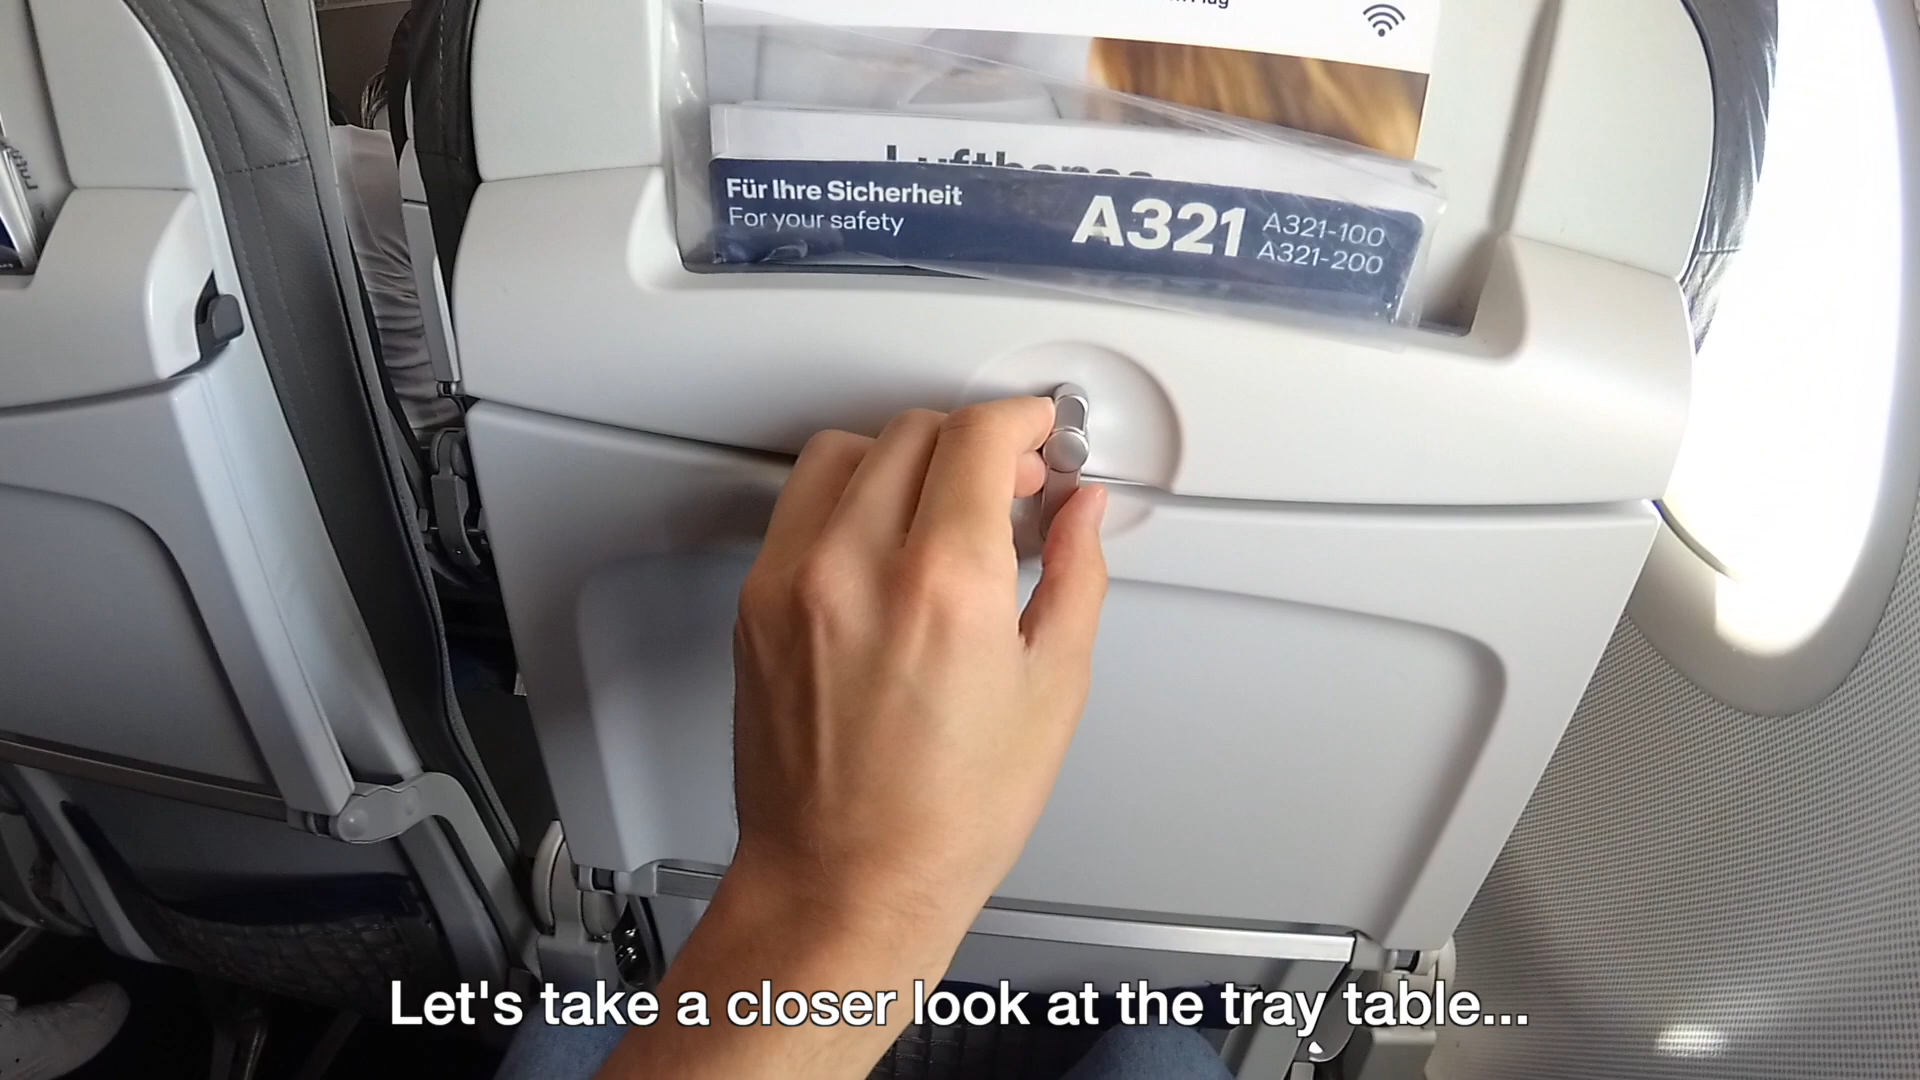 Für Ihre Sicherheit
For your safety
A321
A321-100
A321-200
Let's take a closer look at the tray table...